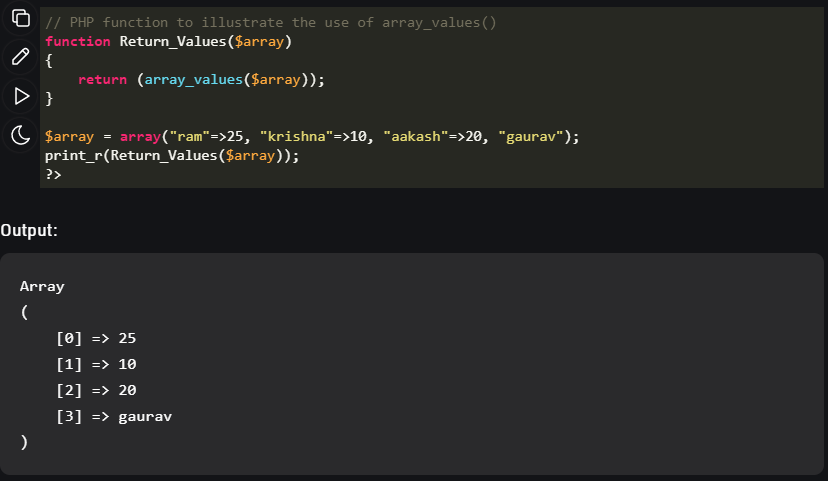 // PHP function to illustrate the use of array_values()
function Return_Values($array)
{
    return (array_values($array));
}
$array = array("ram"=>25, "krishna"=>10, "aakash"=>20, "gaurav");
print_r(Return_Values($array));
?>
Output:
Array
(
    [0] => 25
    [1] => 10
    [2] => 20
    [3] => gaurav
)